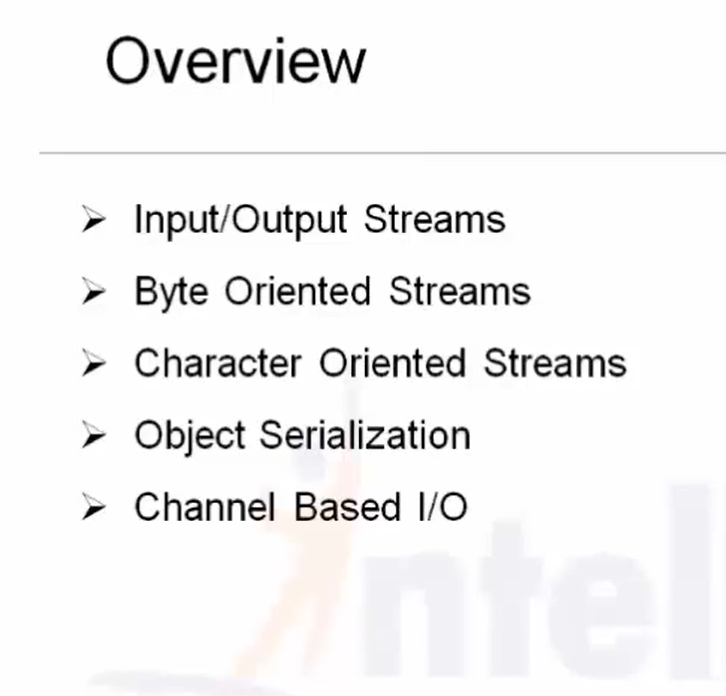 Overview
Input/Output Streams
Byte Oriented Streams
Character Oriented Streams
Object Serialization
Channel Based I/O